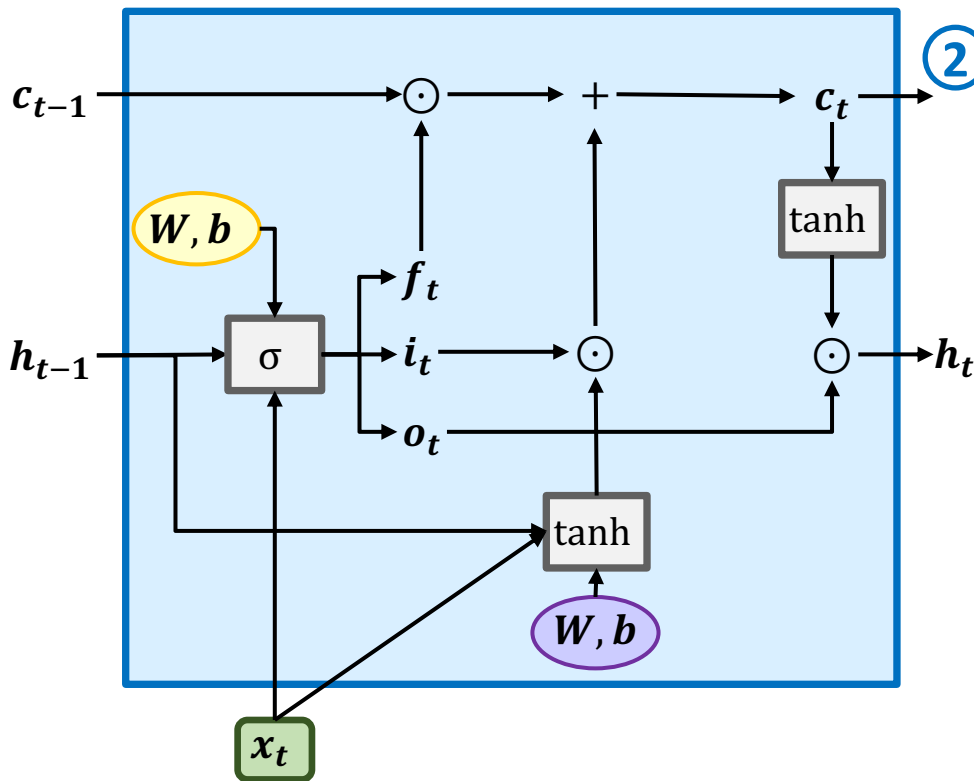 ②
c_{t−1}
⊙
+
c_t
W, b
tanh
f_t
h_{t−1}
σ
i_t
⊙
⊙
h_t
o_t
tanh
W, b
x_t